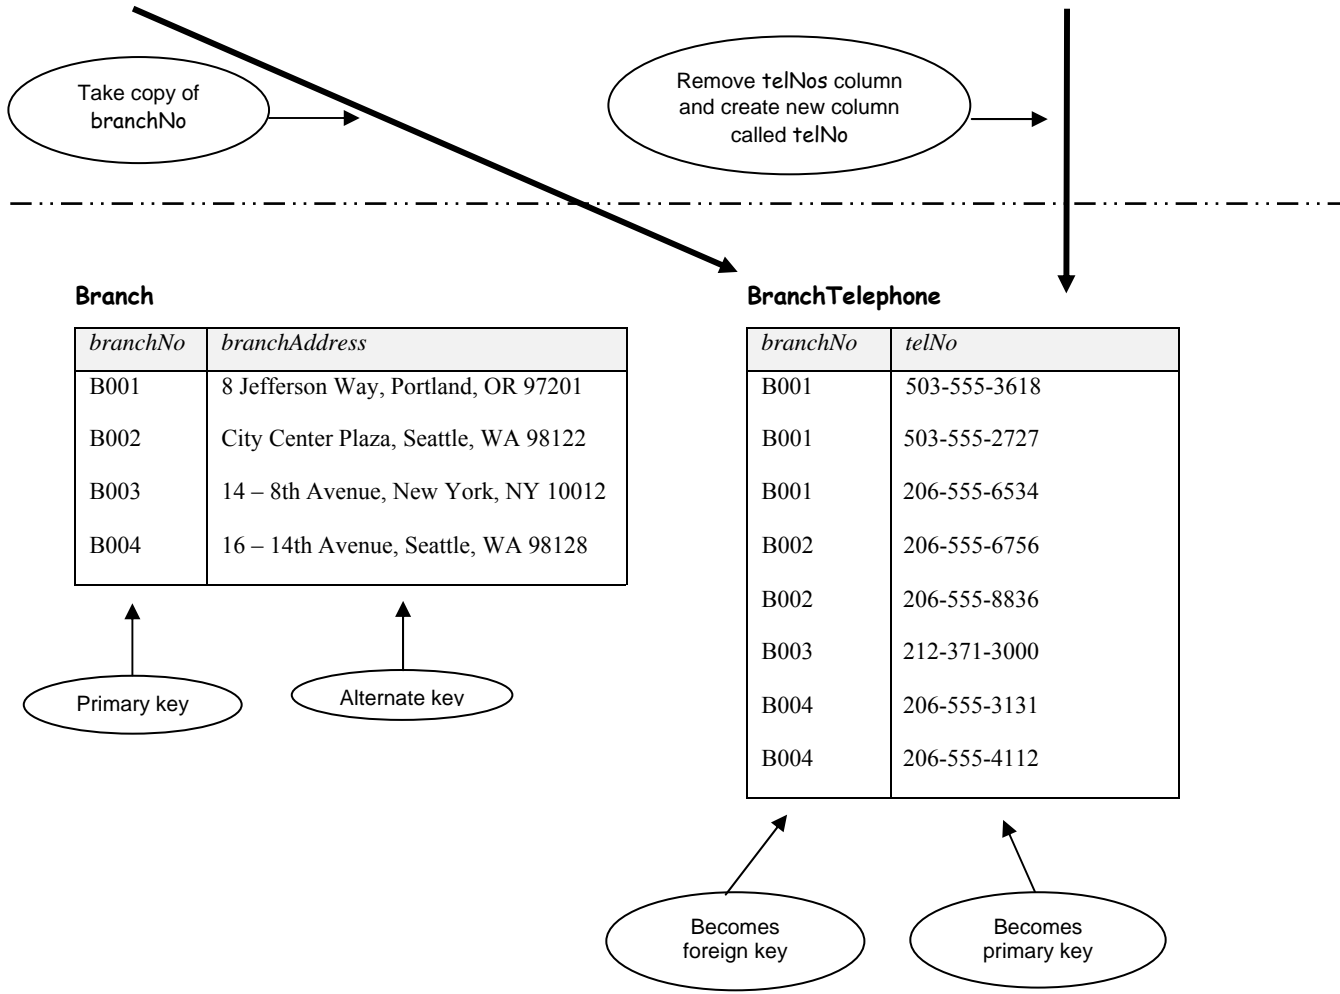 Take copy of
branchNo
Remove telNos column
and create new column
called telNo
Branch
branchNo branchAddress
B001 8 Jefferson Way, Portland, OR 97201
B002 City Center Plaza, Seattle, WA 98122
B003 14 – 8th Avenue, New York, NY 10012
B004 16 – 14th Avenue, Seattle, WA 98128
Primary key
Alternate key
BranchTelephone
branchNo telNo
B001 503-555-3618
B001 503-555-2727
B001 206-555-6534
B002 206-555-6756
B002 206-555-8836
B003 212-371-3000
B004 206-555-3131
B004 206-555-4112
Becomes
foreign key
Becomes
primary key